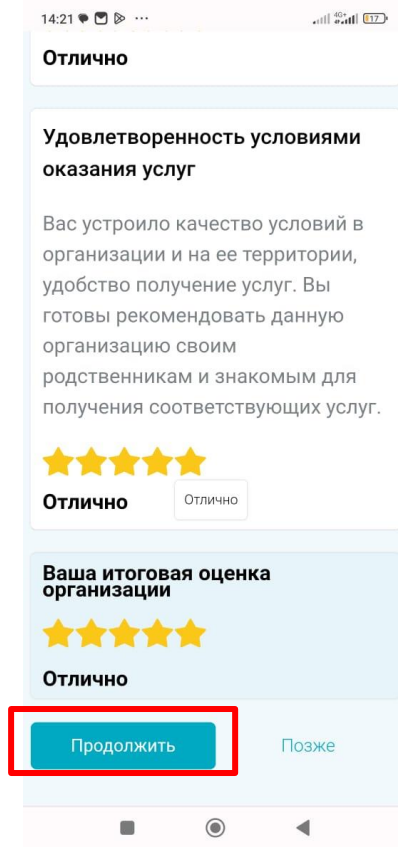 14:21
4G+
17
Отлично
Удовлетворенность условиями
оказания услуг
Вас устроило качество условий в
организации и на ее территории,
удобство получение услуг. Вы
готовы рекомендовать данную
организацию своим
родственникам и знакомым для
получения соответствующих услуг.
Отлично
Отлично
Ваша итоговая оценка
организации
Отлично
Продолжить
Позже